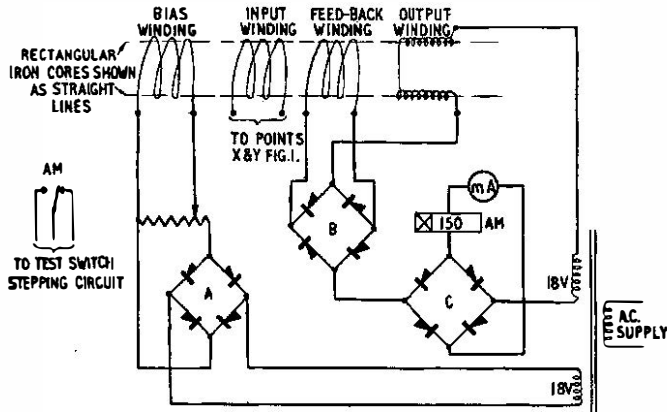 BIAS
WINDING
INPUT
WINDING
FEED-BACK
WINDING
OUTPUT
WINDING
RECTANGULAR
IRON CORES SHOWN
AS STRAIGHT
LINES
TO POINTS
X&Y FIG.1.
AM
TO TEST SWITCH
STEPPING CIRCUIT
A
B
C
mA
150
AM
18V
18V
A.C.
SUPPLY